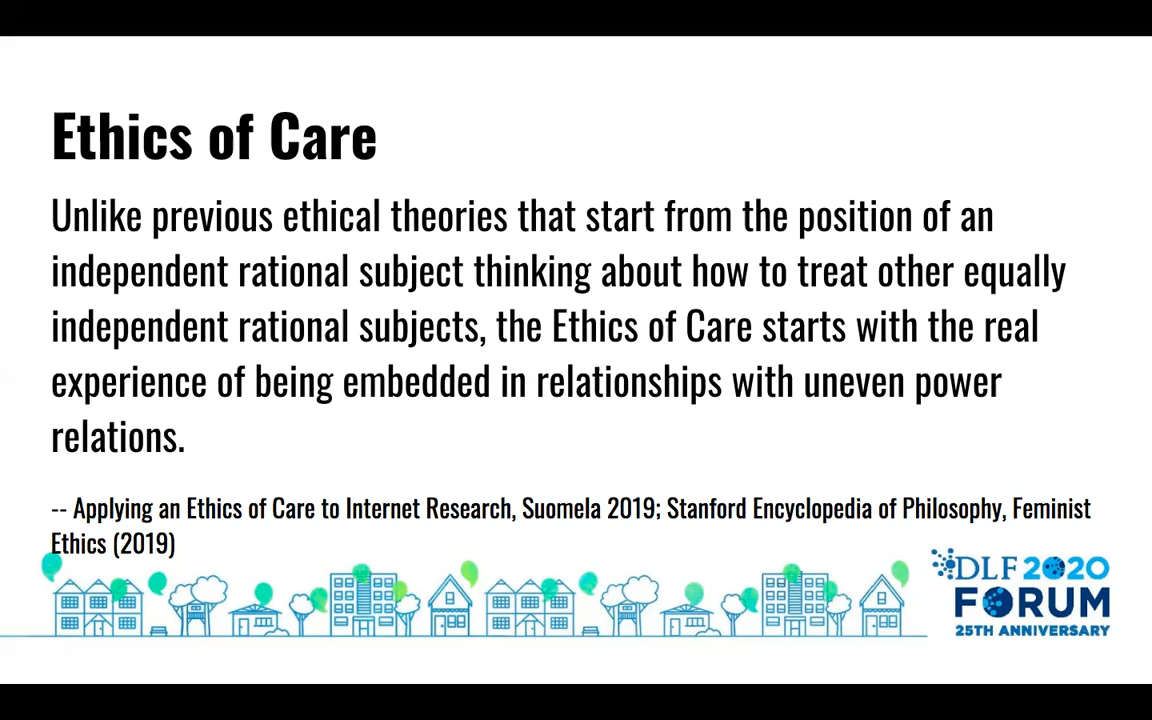 Ethics of Care
Unlike previous ethical theories that start from the position of an
independent rational subject thinking about how to treat other equally
independent rational subjects, the Ethics of Care starts with the real
experience of being embedded in relationships with uneven power
relations.
-- Applying an Ethics of Care to Internet Research, Suomela 2019; Stanford Encyclopedia of Philosophy, Feminist
Ethics (2019)
DLF 2020
FORUM
25TH ANNIVERSARY